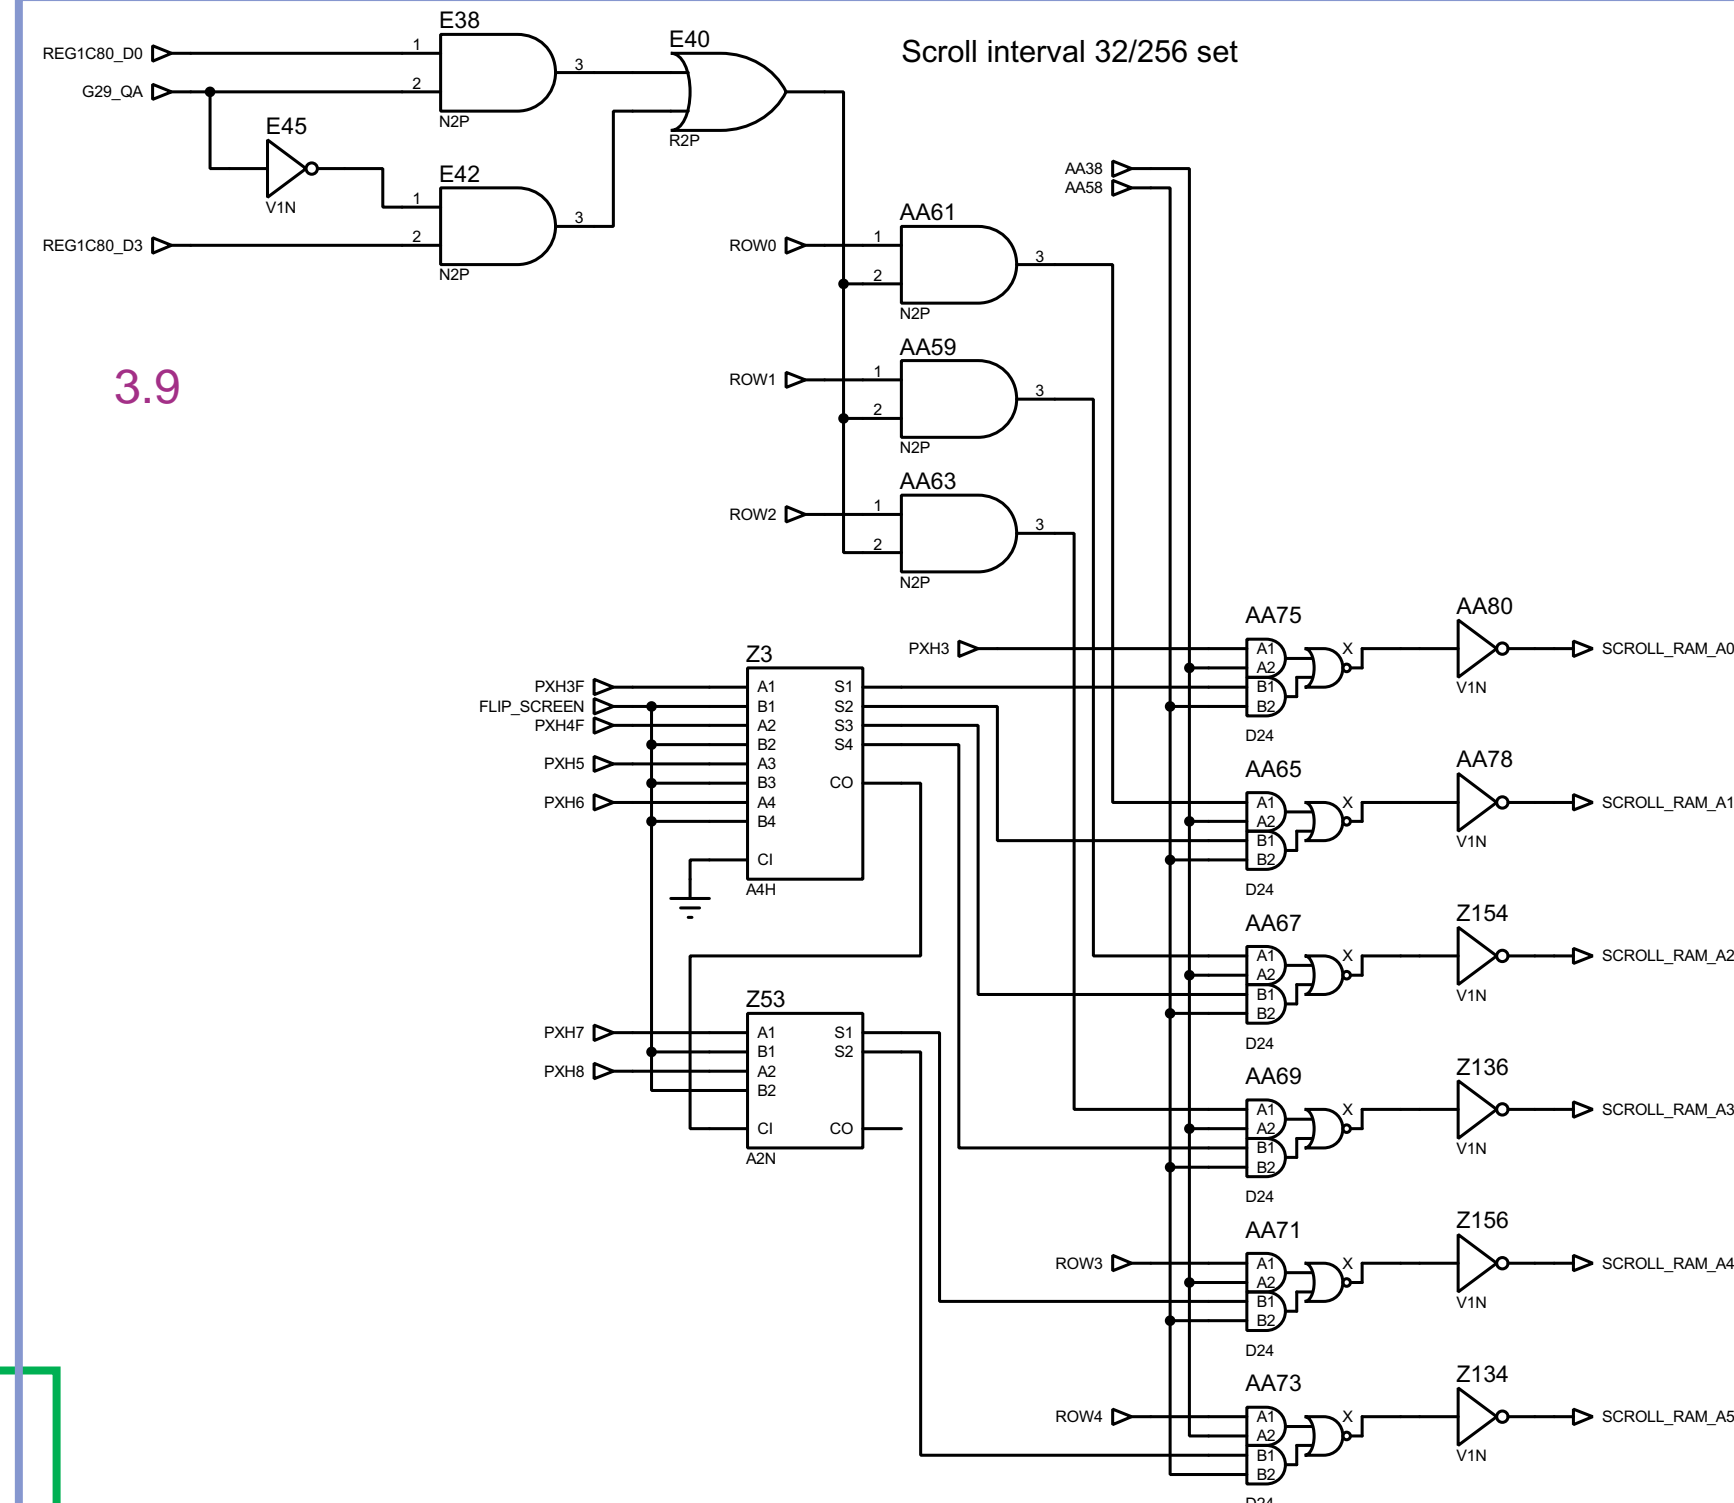 E38
E40
Scroll interval 32/256 set
REG1C80_D0
1
3
G29_QA
2
N2P
R2P
E45
V1N
E42
1
3
REG1C80_D3
2
N2P
AA38
AA58
AA61
ROW0
1
3
2
N2P
3.9
AA59
ROW1
1
3
2
N2P
AA63
ROW2
1
3
2
N2P
AA75
AA80
PXH3
A1
A2
B1
B2
X
SCROLL_RAM_A0
V1N
D24
Z3
PXH3F
A1
S1
FLIP_SCREEN
B1
S2
PXH4F
A2
S3
B2
S4
PXH5
A3
B3
CO
PXH6
A4
B4
CI
A4H
AA65
AA78
A1
A2
B1
B2
X
SCROLL_RAM_A1
V1N
D24
AA67
Z154
A1
A2
B1
B2
X
SCROLL_RAM_A2
V1N
D24
Z53
PXH7
A1
S1
B1
S2
PXH8
A2
B2
CI
CO
A2N
AA69
Z136
A1
A2
B1
B2
X
SCROLL_RAM_A3
V1N
D24
AA71
Z156
ROW3
A1
A2
B1
B2
X
SCROLL_RAM_A4
V1N
D24
AA73
Z134
ROW4
A1
A2
B1
B2
X
SCROLL_RAM_A5
V1N
D24